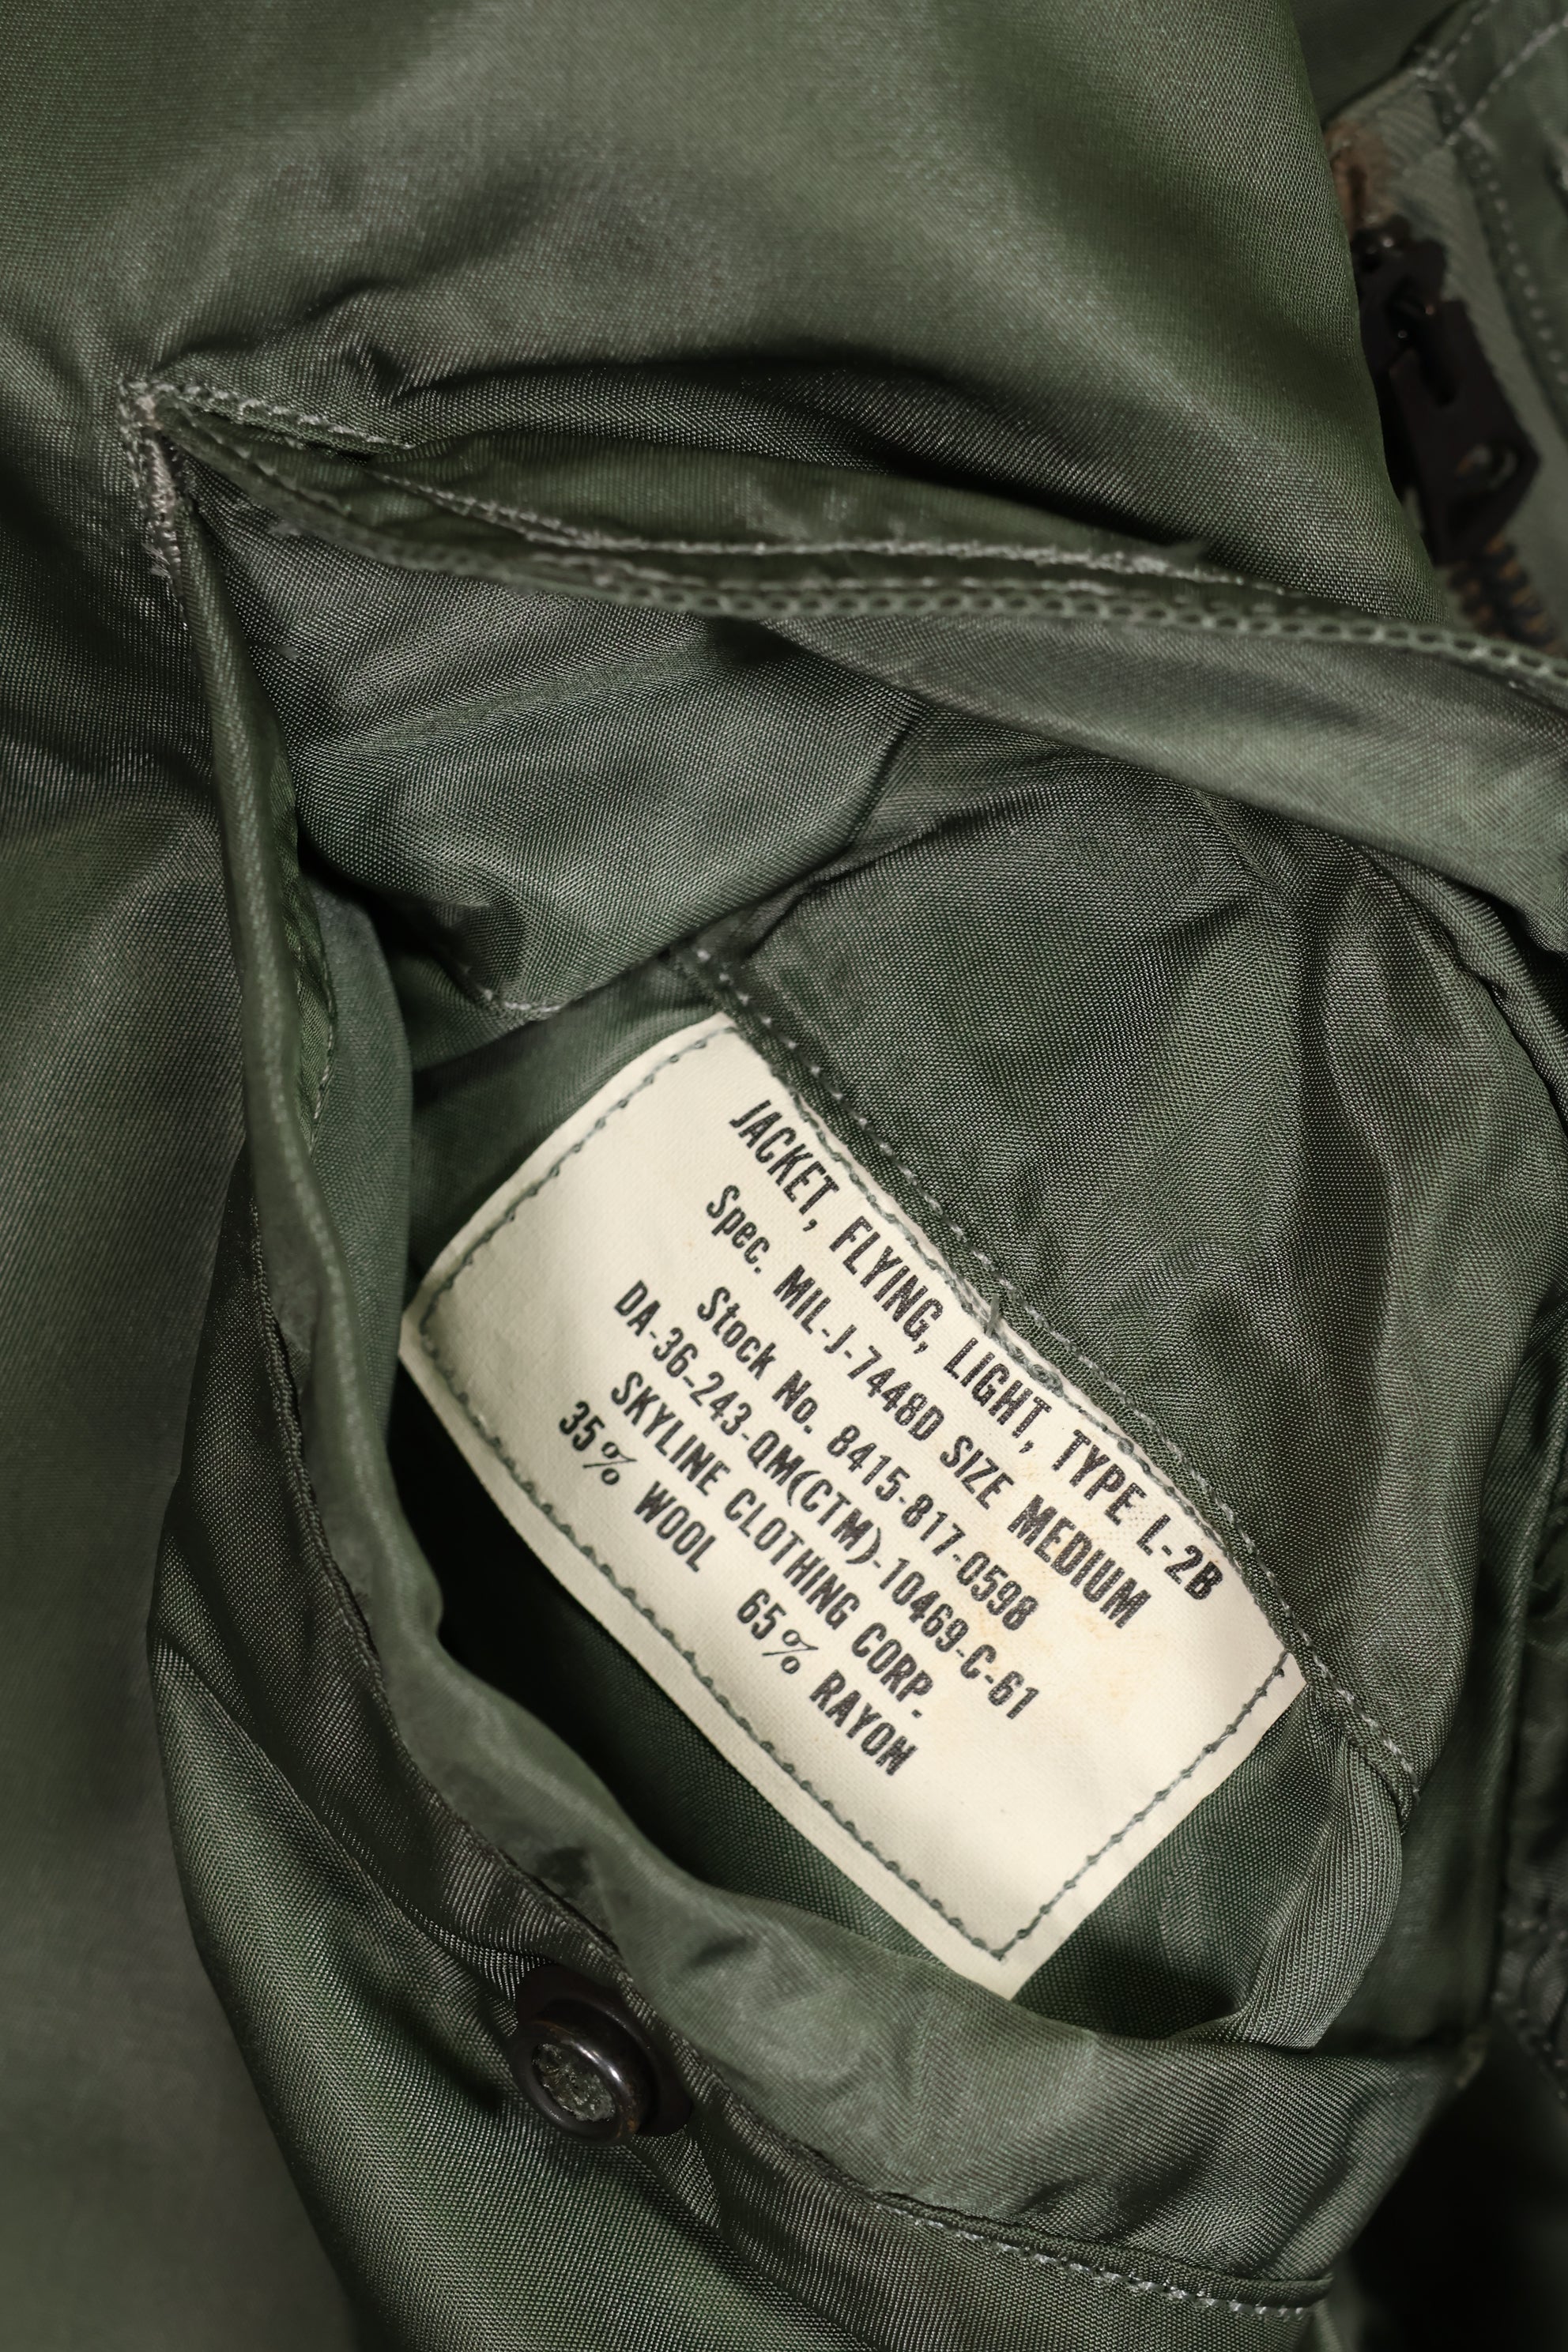 JACKET, FLYING, LIGHT, TYPE L-2B
Spec. MIL-J-7448D SIZE MEDIUM
Stock No. 8415-817-0598
DA-36-243-QM(CTM)-10469-C-61
SKYLINE CLOTHING CORP.
35% WOOL 65% RAYON